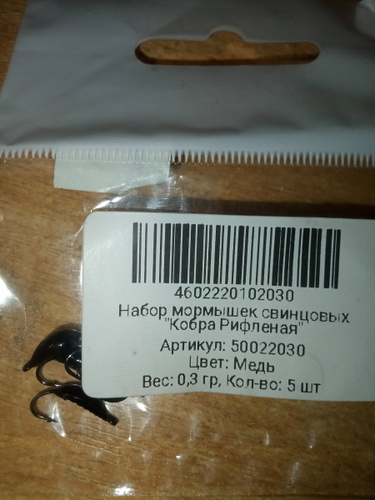 4602220102030
Набор мормышек свинцовых
"Кобра Рифленая"
Артикул: 50022030
Цвет: Медь
Вес: 0,3 гр, Кол-во: 5 шт